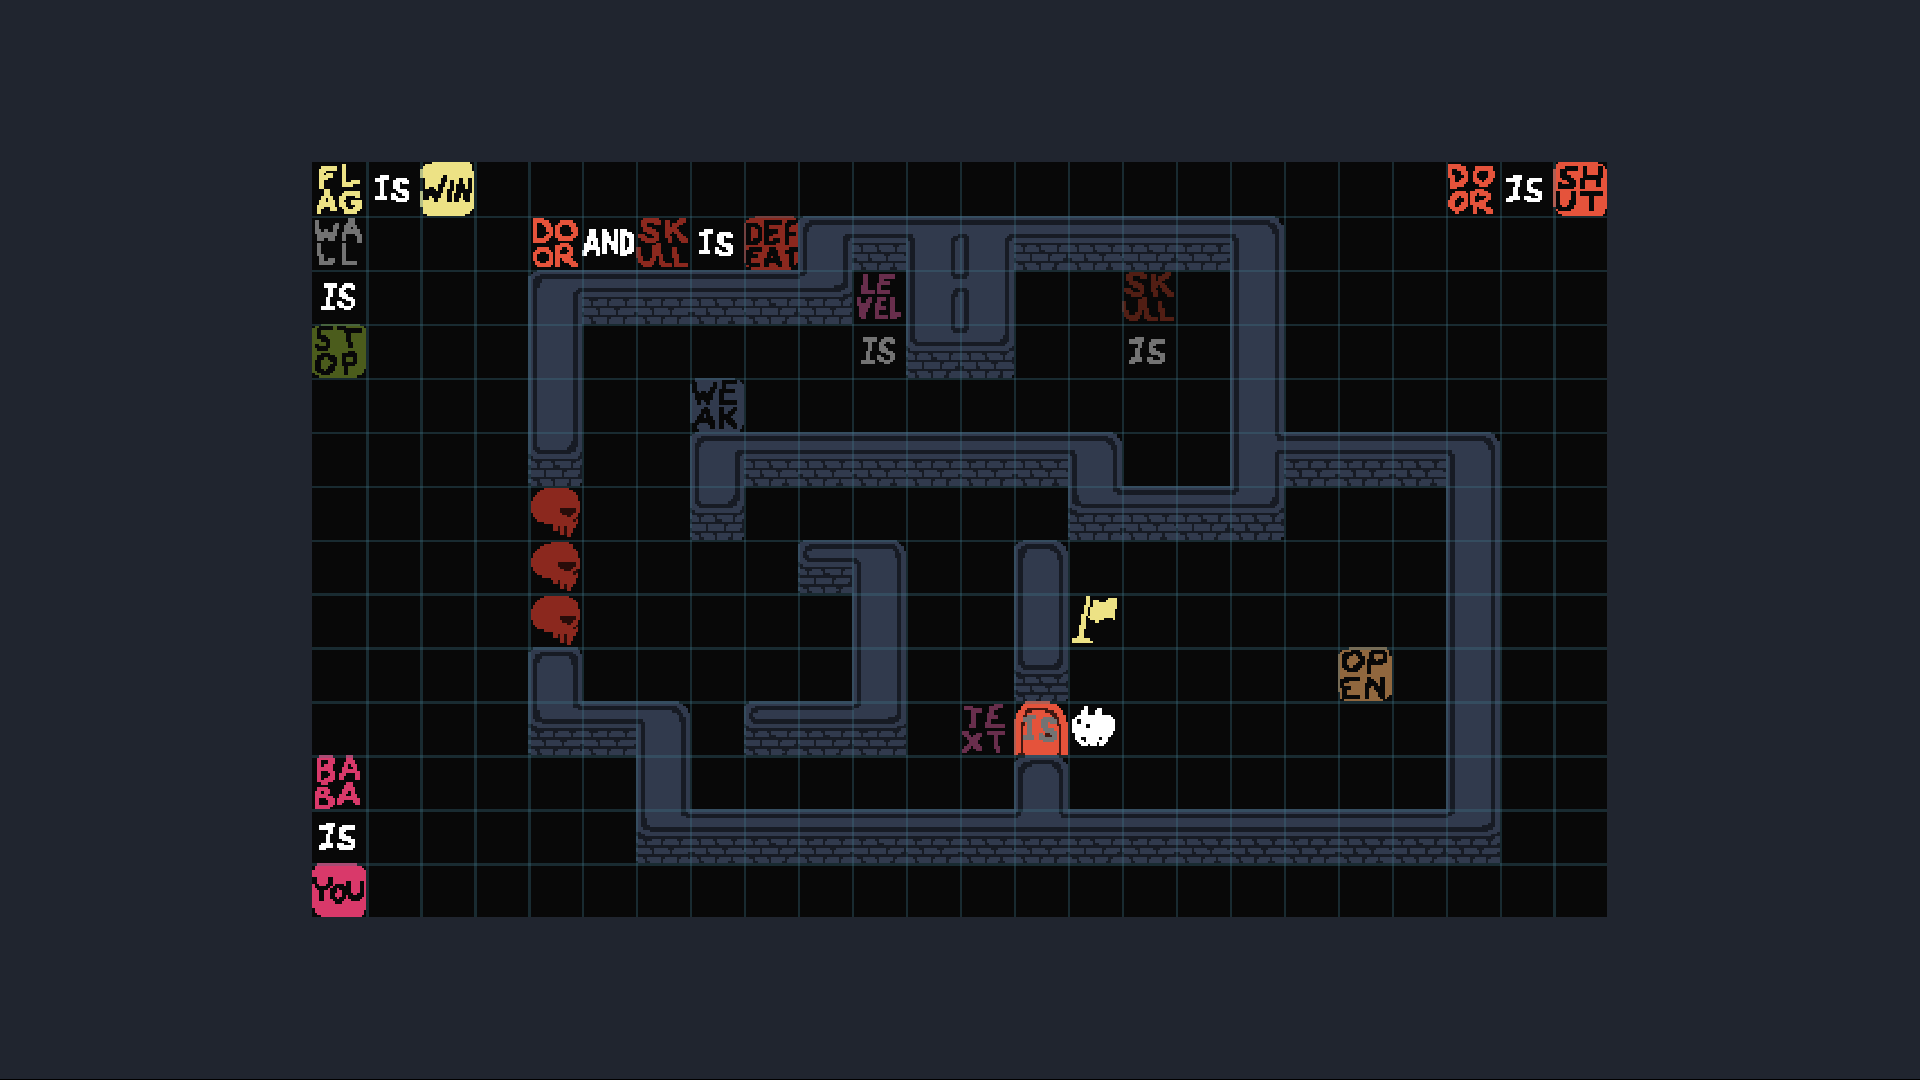 FLAG IS WIN
DOOR IS SHUT
WALL
IS
STOP
DOOR AND SKULL IS DEFEAT
LEVEL
IS
SKULL
IS
WEAK
OPEN
TEXT IS
BABA
IS
YOU